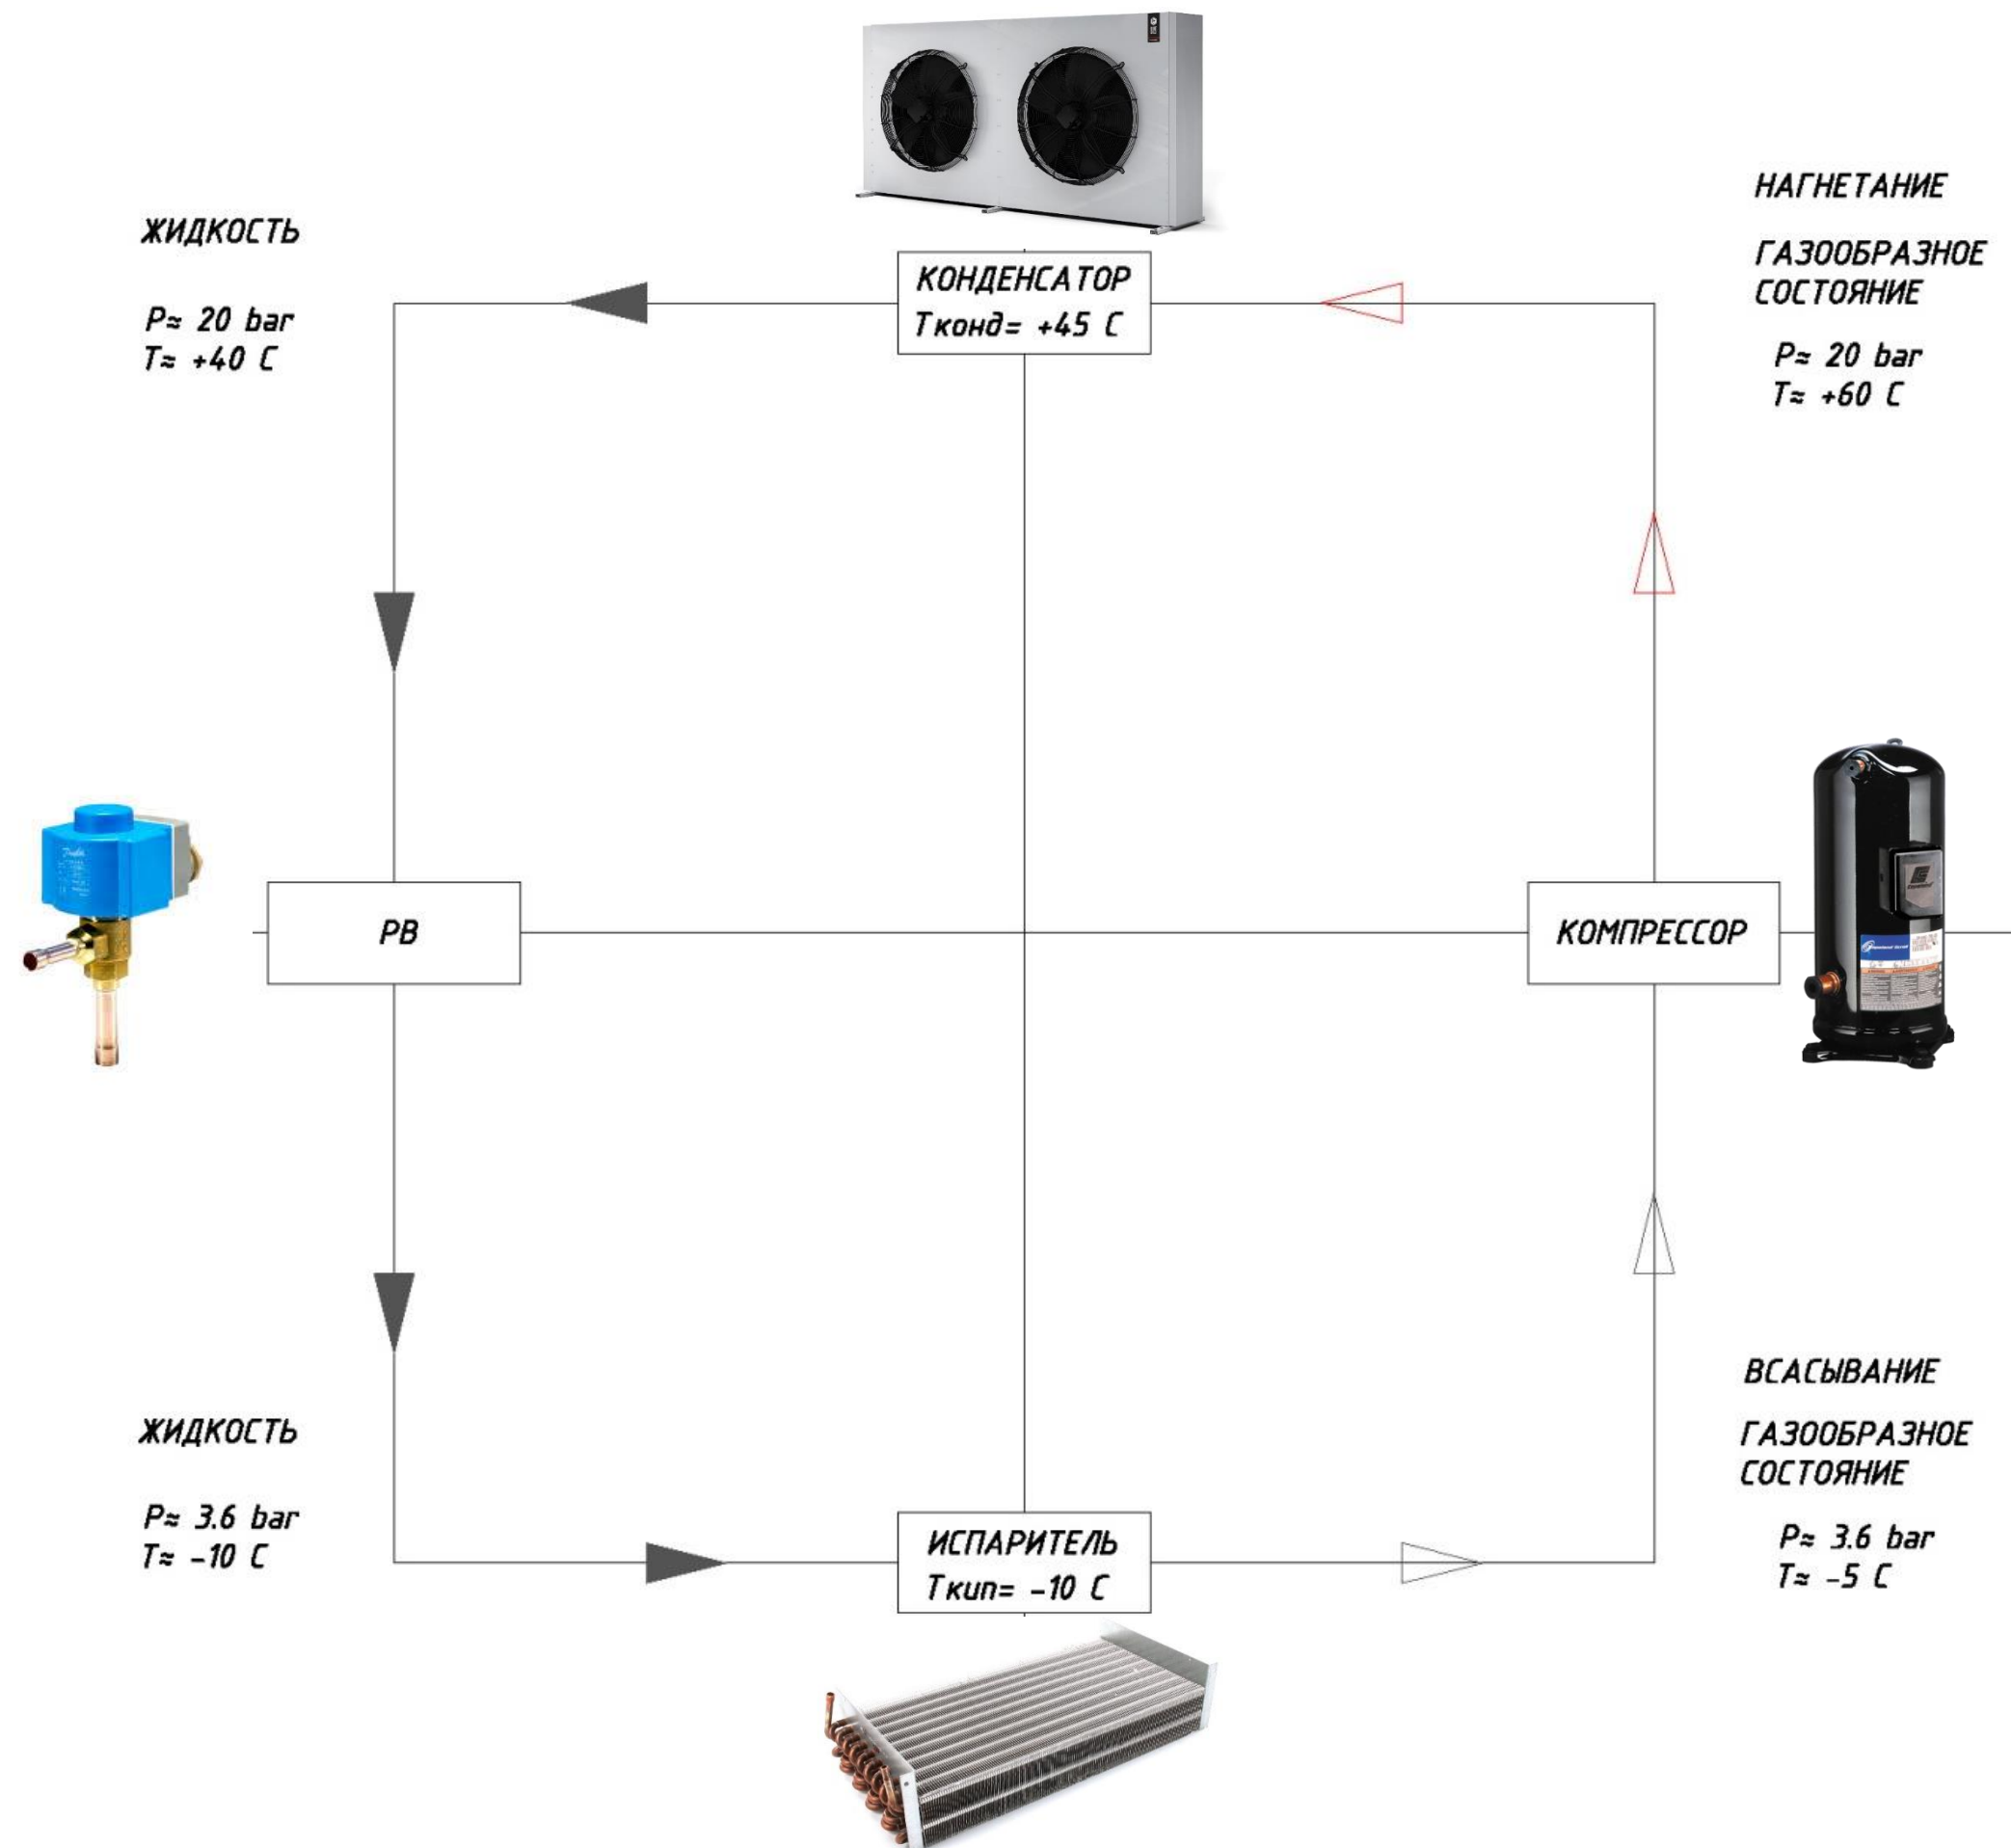 НАГНЕТАНИЕ
ЖИДКОСТЬ
ГАЗООБРАЗНОЕ
СОСТОЯНИЕ
КОНДЕНСАТОР
Tконд= +45 C
P≈ 20 bar
T≈ +40 C
P≈ 20 bar
T≈ +60 C
Danfoss
РВ
КОМПРЕССОР
ВСАСЫВАНИЕ
ЖИДКОСТЬ
ГАЗООБРАЗНОЕ
СОСТОЯНИЕ
P≈ 3.6 bar
T≈ -10 C
ИСПАРИТЕЛЬ
Tкип= -10 C
P≈ 3.6 bar
T≈ -5 C